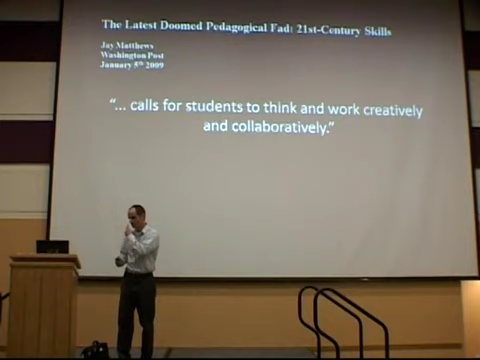 The Latest Doomed Pedagogical Fad: 21st-Century Skills
Jay Matthews
Washington Post
January 5th 2009
“... calls for students to think and work creatively
and collaboratively.”